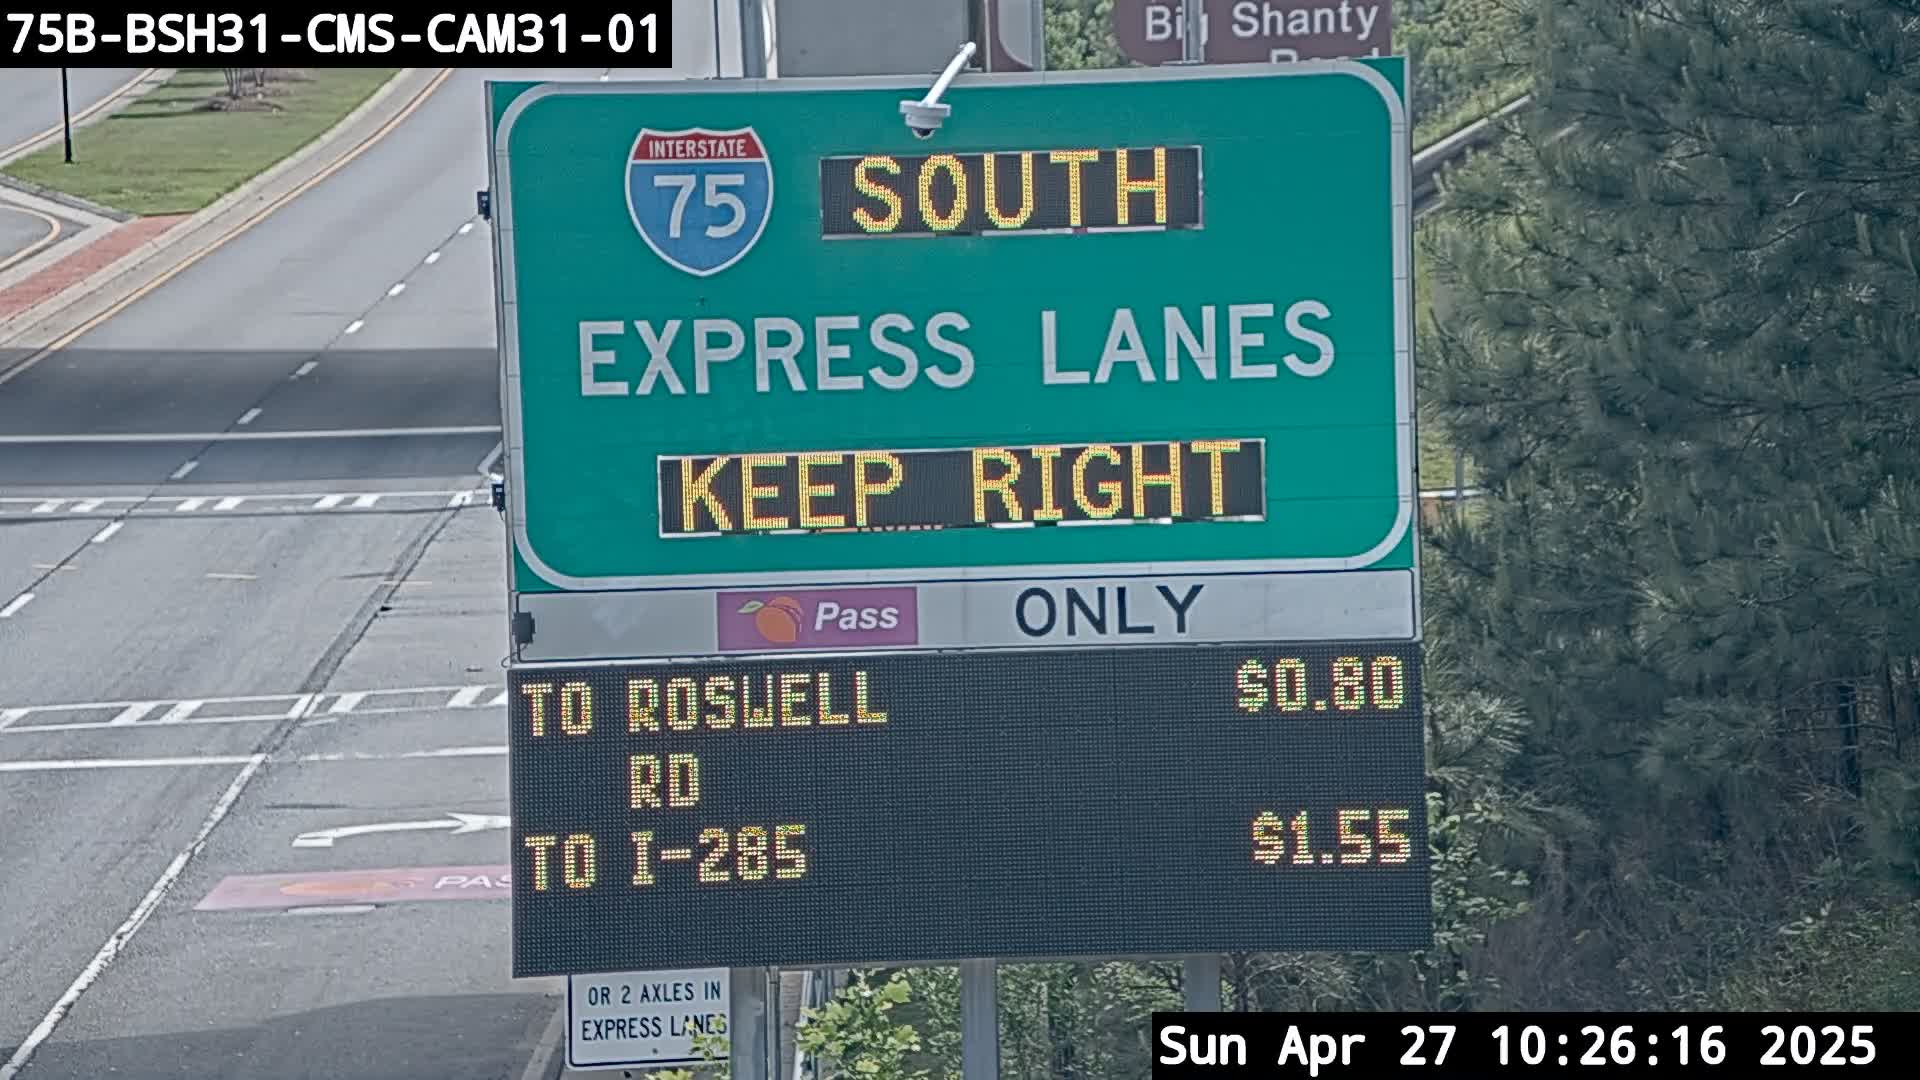 75B-BSH31-CMS-CAM31-01
Big Shanty
INTERSTATE
75
SOUTH
EXPRESS LANES
KEEP RIGHT
Pass ONLY
TO ROSWELL $0.80
RD
TO I-285 $1.55
OR 2 AXLES IN
EXPRESS LANES
Sun Apr 27 10:26:16 2025